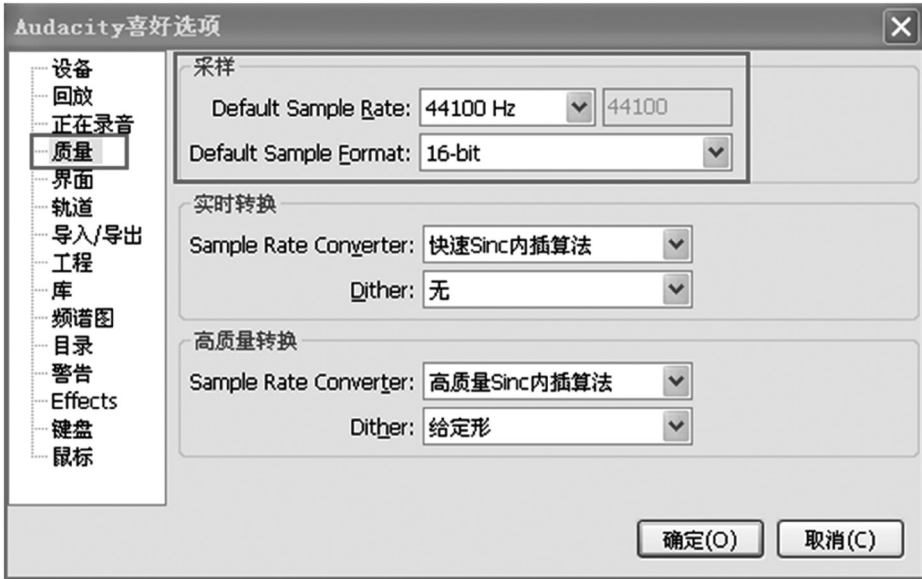 Audacity喜好选项
设备
回放
正在录音
质量
界面
轨道
导入/导出
工程
库
频谱图
目录
警告
Effects
键盘
鼠标
采样
Default Sample Rate: 44100 Hz 44100
Default Sample Format: 16-bit
实时转换
Sample Rate Converter: 快速Sinc内插算法
Dither: 无
高质量转换
Sample Rate Converter: 高质量Sinc内插算法
Dither: 给定形
确定(O) 取消(C)